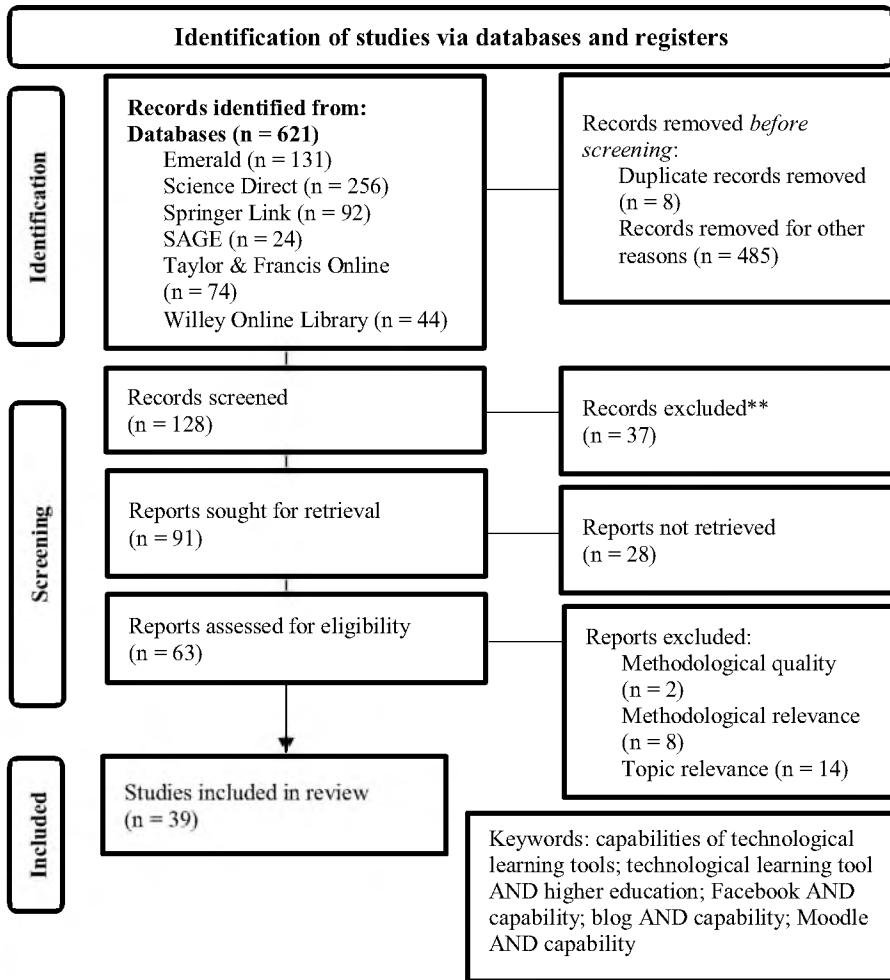 Identification of studies via databases and registers
Identification
Records identified from:
Databases (n = 621)
Emerald (n = 131)
Science Direct (n = 256)
Springer Link (n = 92)
SAGE (n = 24)
Taylor & Francis Online
(n = 74)
Willey Online Library (n = 44)
Records removed before
screening:
Duplicate records removed
(n = 8)
Records removed for other
reasons (n = 485)
Screening
Records screened
(n = 128)
Records excluded**
(n = 37)
Reports sought for retrieval
(n = 91)
Reports not retrieved
(n = 28)
Reports assessed for eligibility
(n = 63)
Reports excluded:
Methodological quality
(n = 2)
Methodological relevance
(n = 8)
Topic relevance (n = 14)
Included
Studies included in review
(n = 39)
Keywords: capabilities of technological
learning tools; technological learning tool
AND higher education; Facebook AND
capability; blog AND capability; Moodle
AND capability